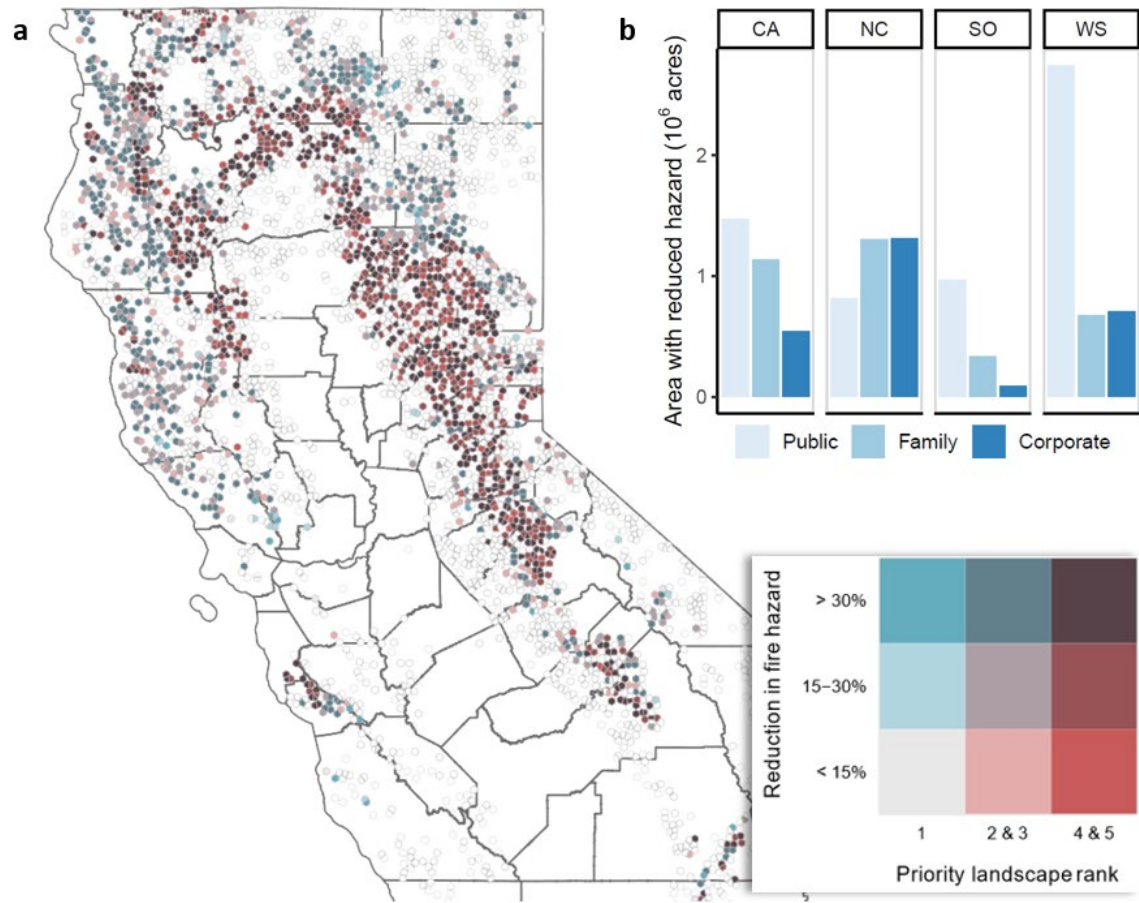 a
b
CA NC SO WS
Area with reduced hazard (10⁶ acres)
2
1
0
Public Family Corporate
Reduction in fire hazard
> 30%
15–30%
< 15%
1 2 & 3 4 & 5
Priority landscape rank